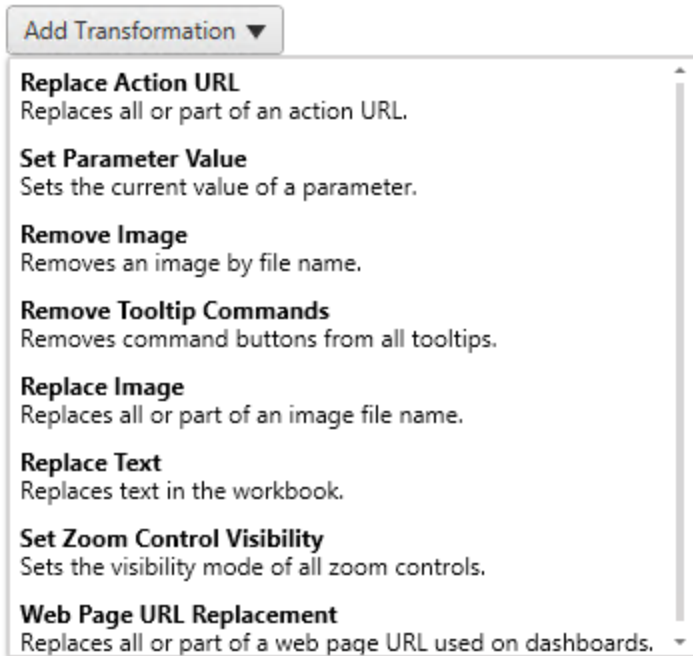 Add Transformation ▼
Replace Action URL
Replaces all or part of an action URL.
Set Parameter Value
Sets the current value of a parameter.
Remove Image
Removes an image by file name.
Remove Tooltip Commands
Removes command buttons from all tooltips.
Replace Image
Replaces all or part of an image file name.
Replace Text
Replaces text in the workbook.
Set Zoom Control Visibility
Sets the visibility mode of all zoom controls.
Web Page URL Replacement
Replaces all or part of a web page URL used on dashboards.